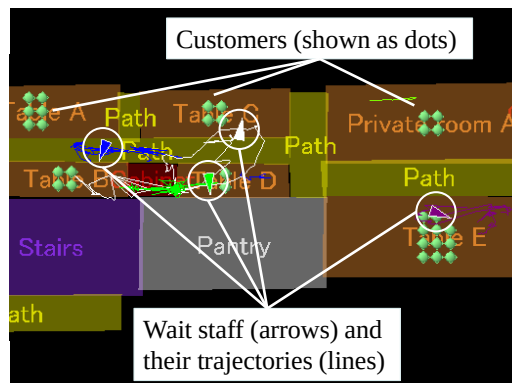 Customers (shown as dots)
Table A
Path
Table C
Private room A
Path
Path
Table B
Table D
Path
Stairs
Pantry
Table E
Path
Wait staff (arrows) and
their trajectories (lines)